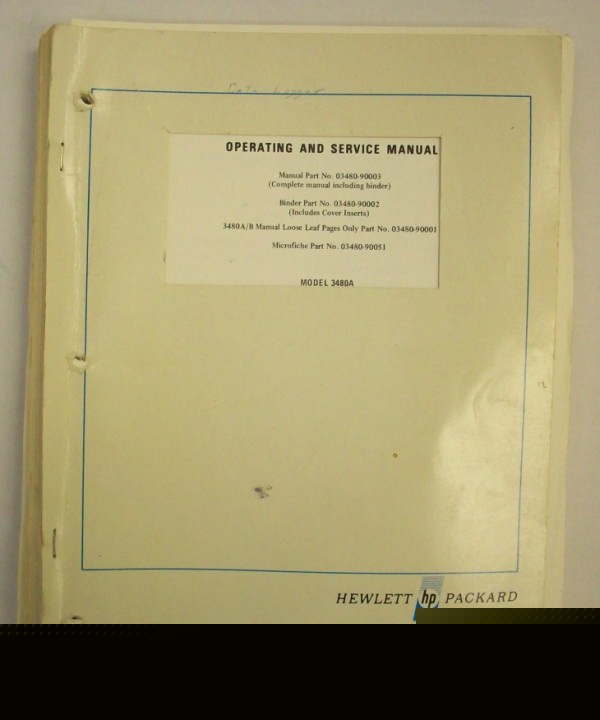 Data Logger
OPERATING AND SERVICE MANUAL
Manual Part No. 03480-90003
(Complete manual including binder)
Binder Part No. 03480-90002
(Includes Cover Inserts)
3480A/B Manual Loose Leaf Pages Only Part No. 03480-90001
Microfiche Part No. 03480-90051
MODEL 3480A
HEWLETT hp PACKARD